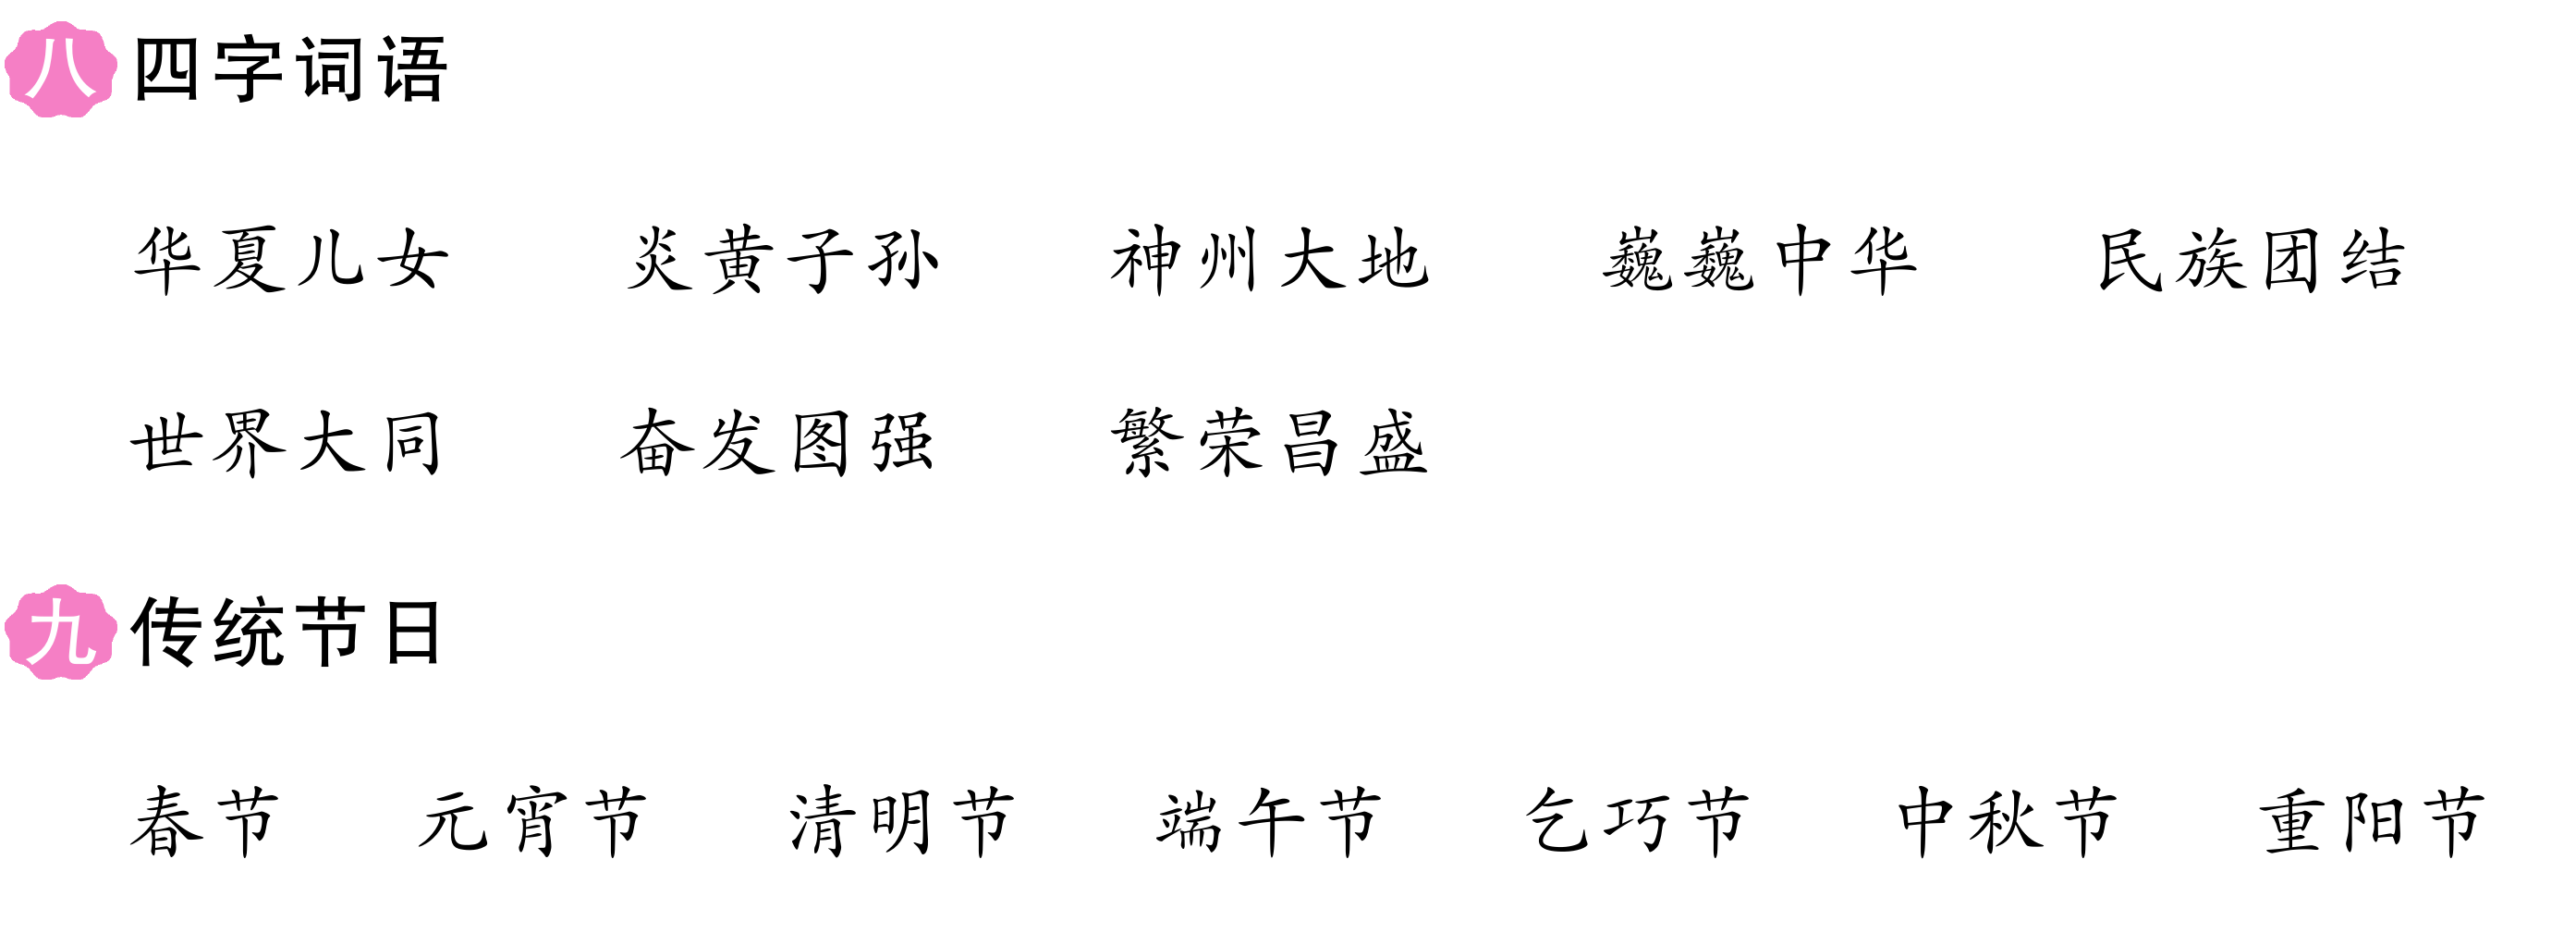 八 四字词语
华夏儿女 炎黄子孙 神州大地 巍巍中华 民族团结
世界大同 奋发图强 繁荣昌盛
九 传统节日
春节 元宵节 清明节 端午节 乞巧节 中秋节 重阳节